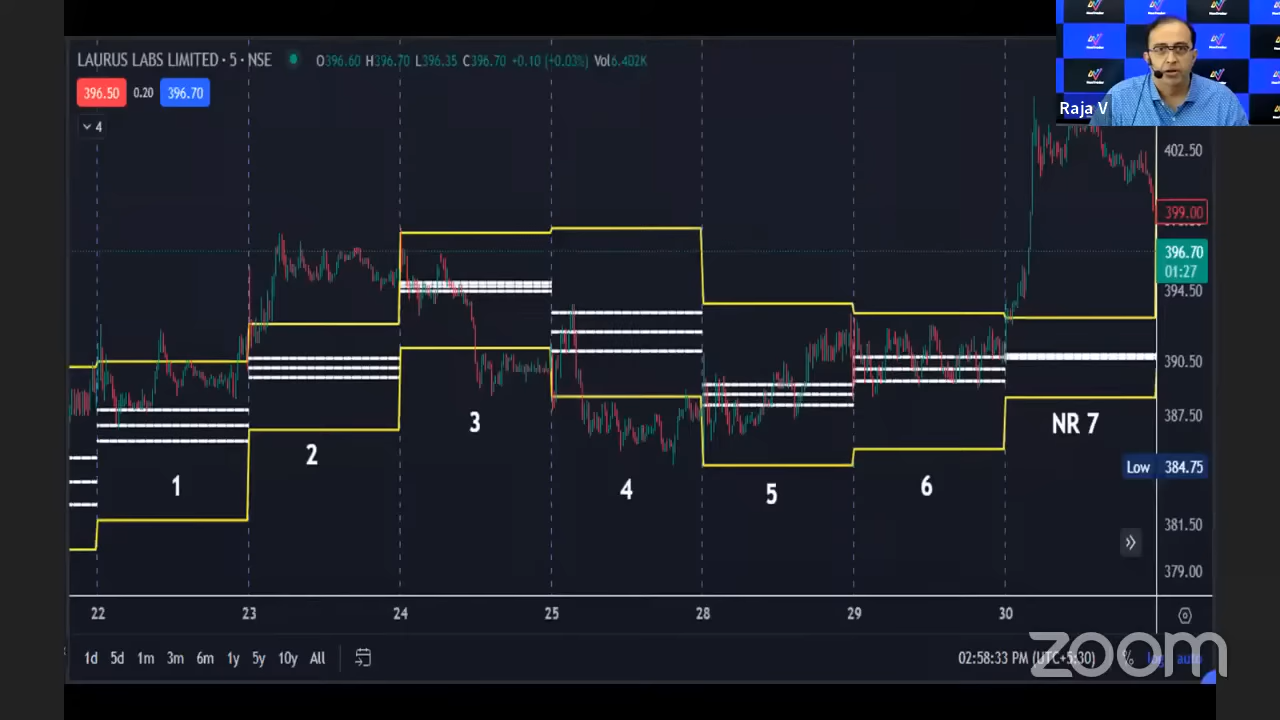 LAURUS LABS LIMITED · 5 · NSE O396.60 H396.70 L396.35 C396.70 +0.10 (+0.03%) Vol6.402K
396.50 0.20 396.70
Raja V
4
402.50
399.00
396.70
01:27
394.50
390.50
387.50
Low 384.75
381.50
379.00
1
2
3
4
5
6
NR 7
22 23 24 25 28 29 30
1d 5d 1m 3m 6m 1y 5y 10y All
02:58:33 PM (UTC+5:30) % log auto
zoom